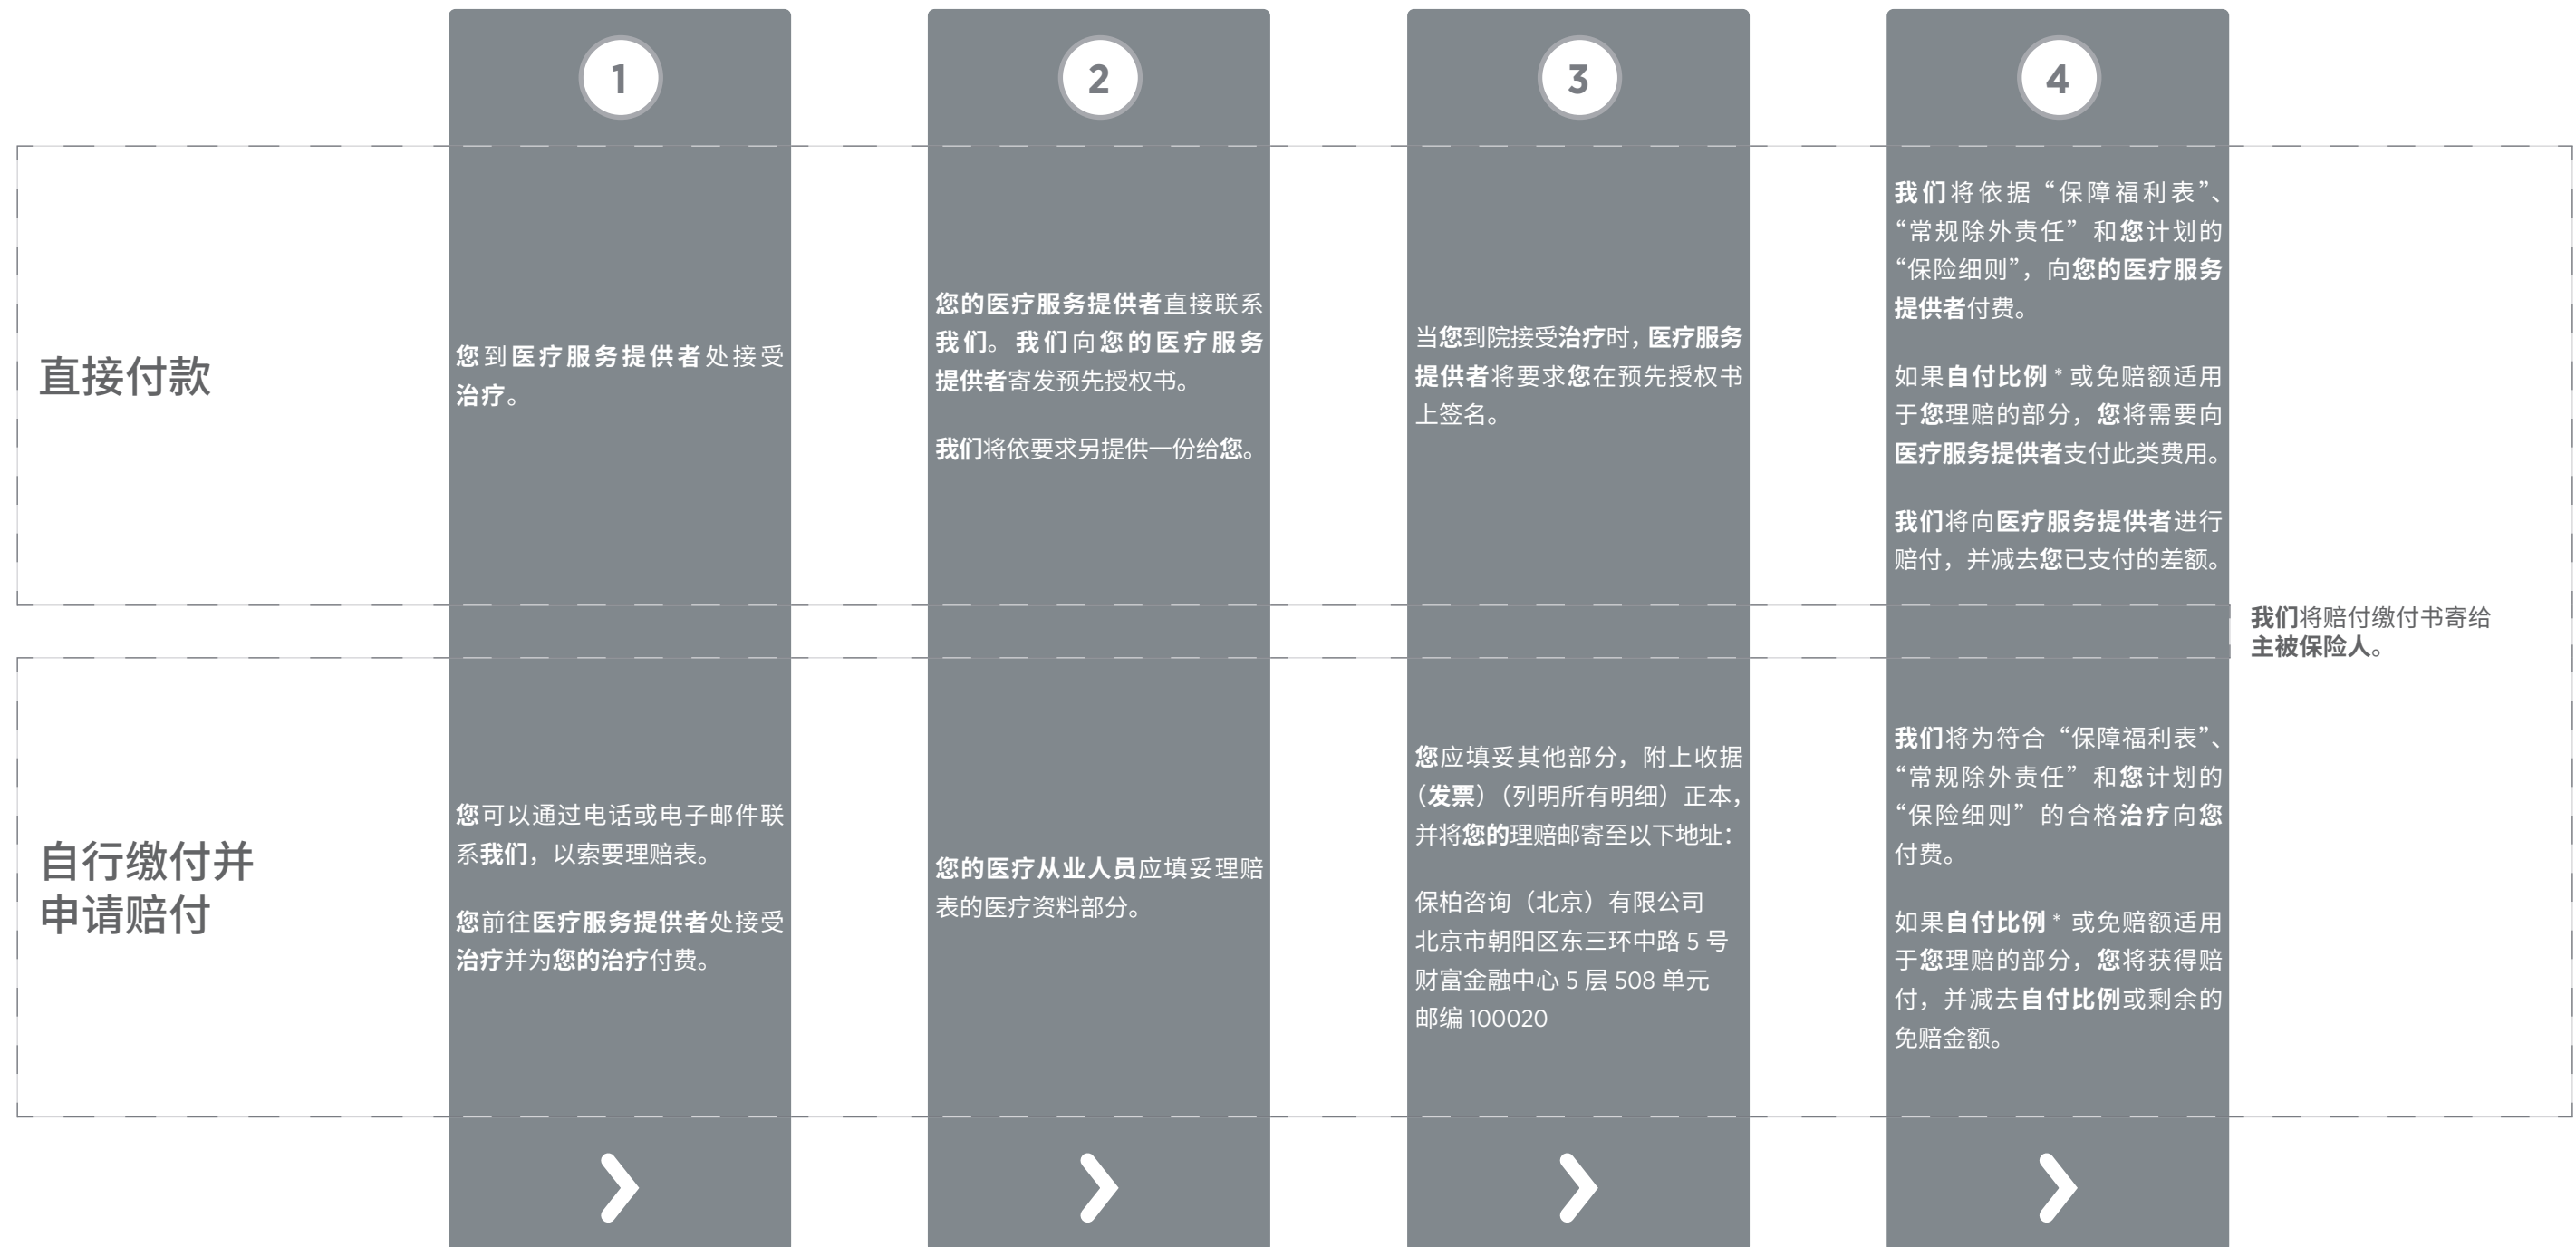 1
2
3
4
直接付款
您到医疗服务提供者处接受
治疗。
您的医疗服务提供者直接联系
我们。我们向您的医疗服务
提供者寄发预先授权书。
我们将依要求另提供一份给您。
当您到院接受治疗时，医疗服务
提供者将要求您在预先授权书
上签名。
我们将依据“保障福利表”、
“常规除外责任”和您计划的
“保险细则”，向您的医疗服务
提供者付费。
如果自付比例 * 或免赔额适用
于您理赔的部分，您将需要向
医疗服务提供者支付此类费用。
我们将向医疗服务提供者进行
赔付，并减去您已支付的差额。
我们将赔付缴付书寄给
主被保险人。
自行缴付并
申请赔付
您可以通过电话或电子邮件联
系我们，以索要理赔表。
您前往医疗服务提供者处接受
治疗并为您的治疗付费。
您的医疗从业人员应填妥理赔
表的医疗资料部分。
您应填妥其他部分，附上收据
（发票）（列明所有明细）正本，
并将您的理赔邮寄至以下地址：
保柏咨询（北京）有限公司
北京市朝阳区东三环中路 5 号
财富金融中心 5 层 508 单元
邮编 100020
我们将为符合“保障福利表”、
“常规除外责任”和您计划的
“保险细则”的合格治疗向您
付费。
如果自付比例 * 或免赔额适用
于您理赔的部分，您将获得赔
付，并减去自付比例或剩余的
免赔金额。